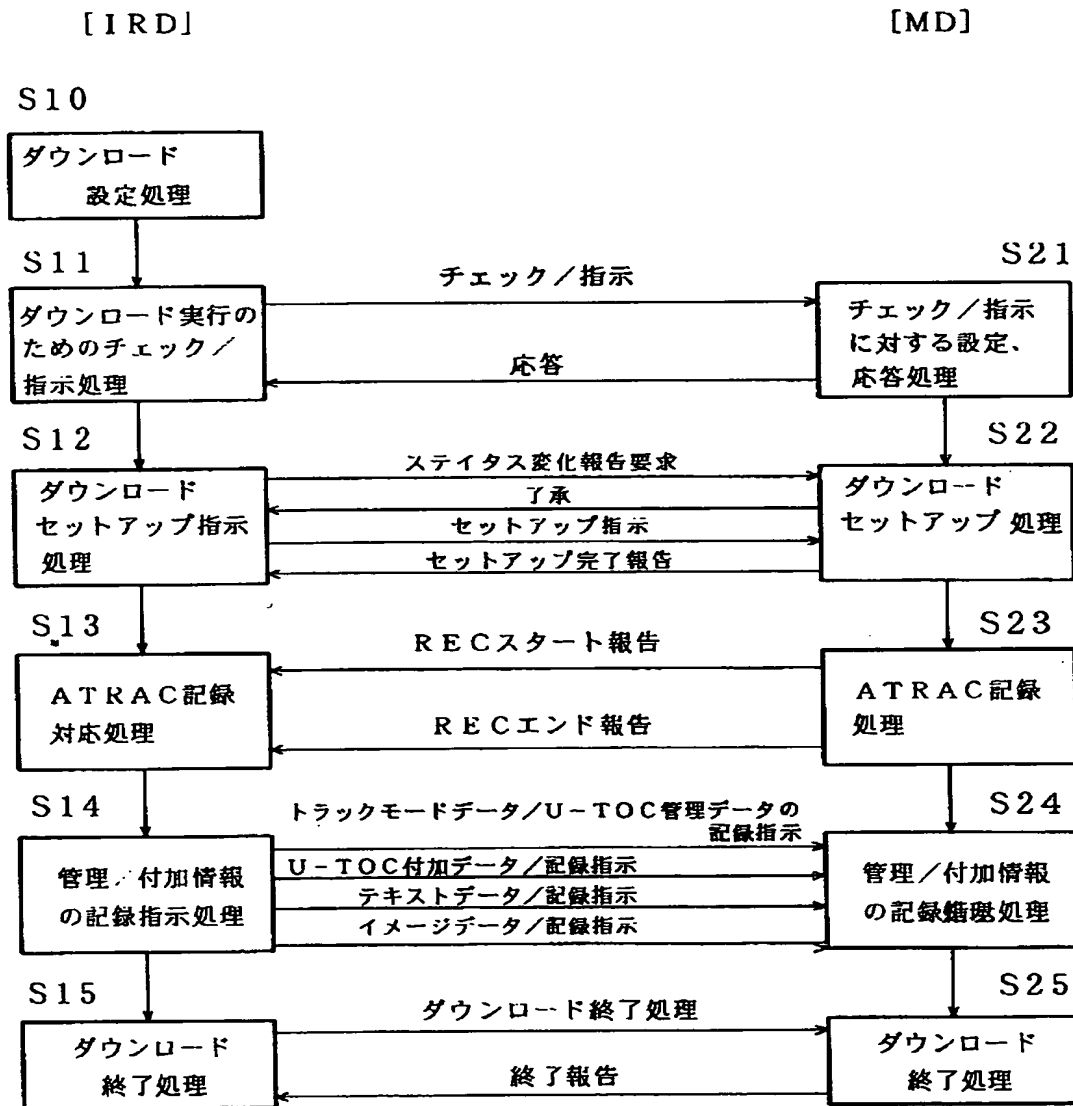 [IRD]
[MD]
S10
ダウンロード
設定処理
S11
チェック／指示
S21
ダウンロード実行の
ためのチェック／
指示処理
応答
チェック／指示
に対する設定、
応答処理
S12
S22
ステイタス変化報告要求
了承
セットアップ指示
セットアップ完了報告
ダウンロード
セットアップ指示
処理
ダウンロード
セットアップ処理
S13
S23
RECスタート報告
RECエンド報告
ATRAC記録
対応処理
ATRAC記録
処理
S14
S24
トラックモードデータ／U－TOC管理データの
記録指示
U－TOC付加データ／記録指示
テキストデータ／記録指示
イメージデータ／記録指示
管理／付加情報
の記録指示処理
管理／付加情報
の記録処理
S15
S25
ダウンロード終了処理
終了報告
ダウンロード
終了処理
ダウンロード
終了処理